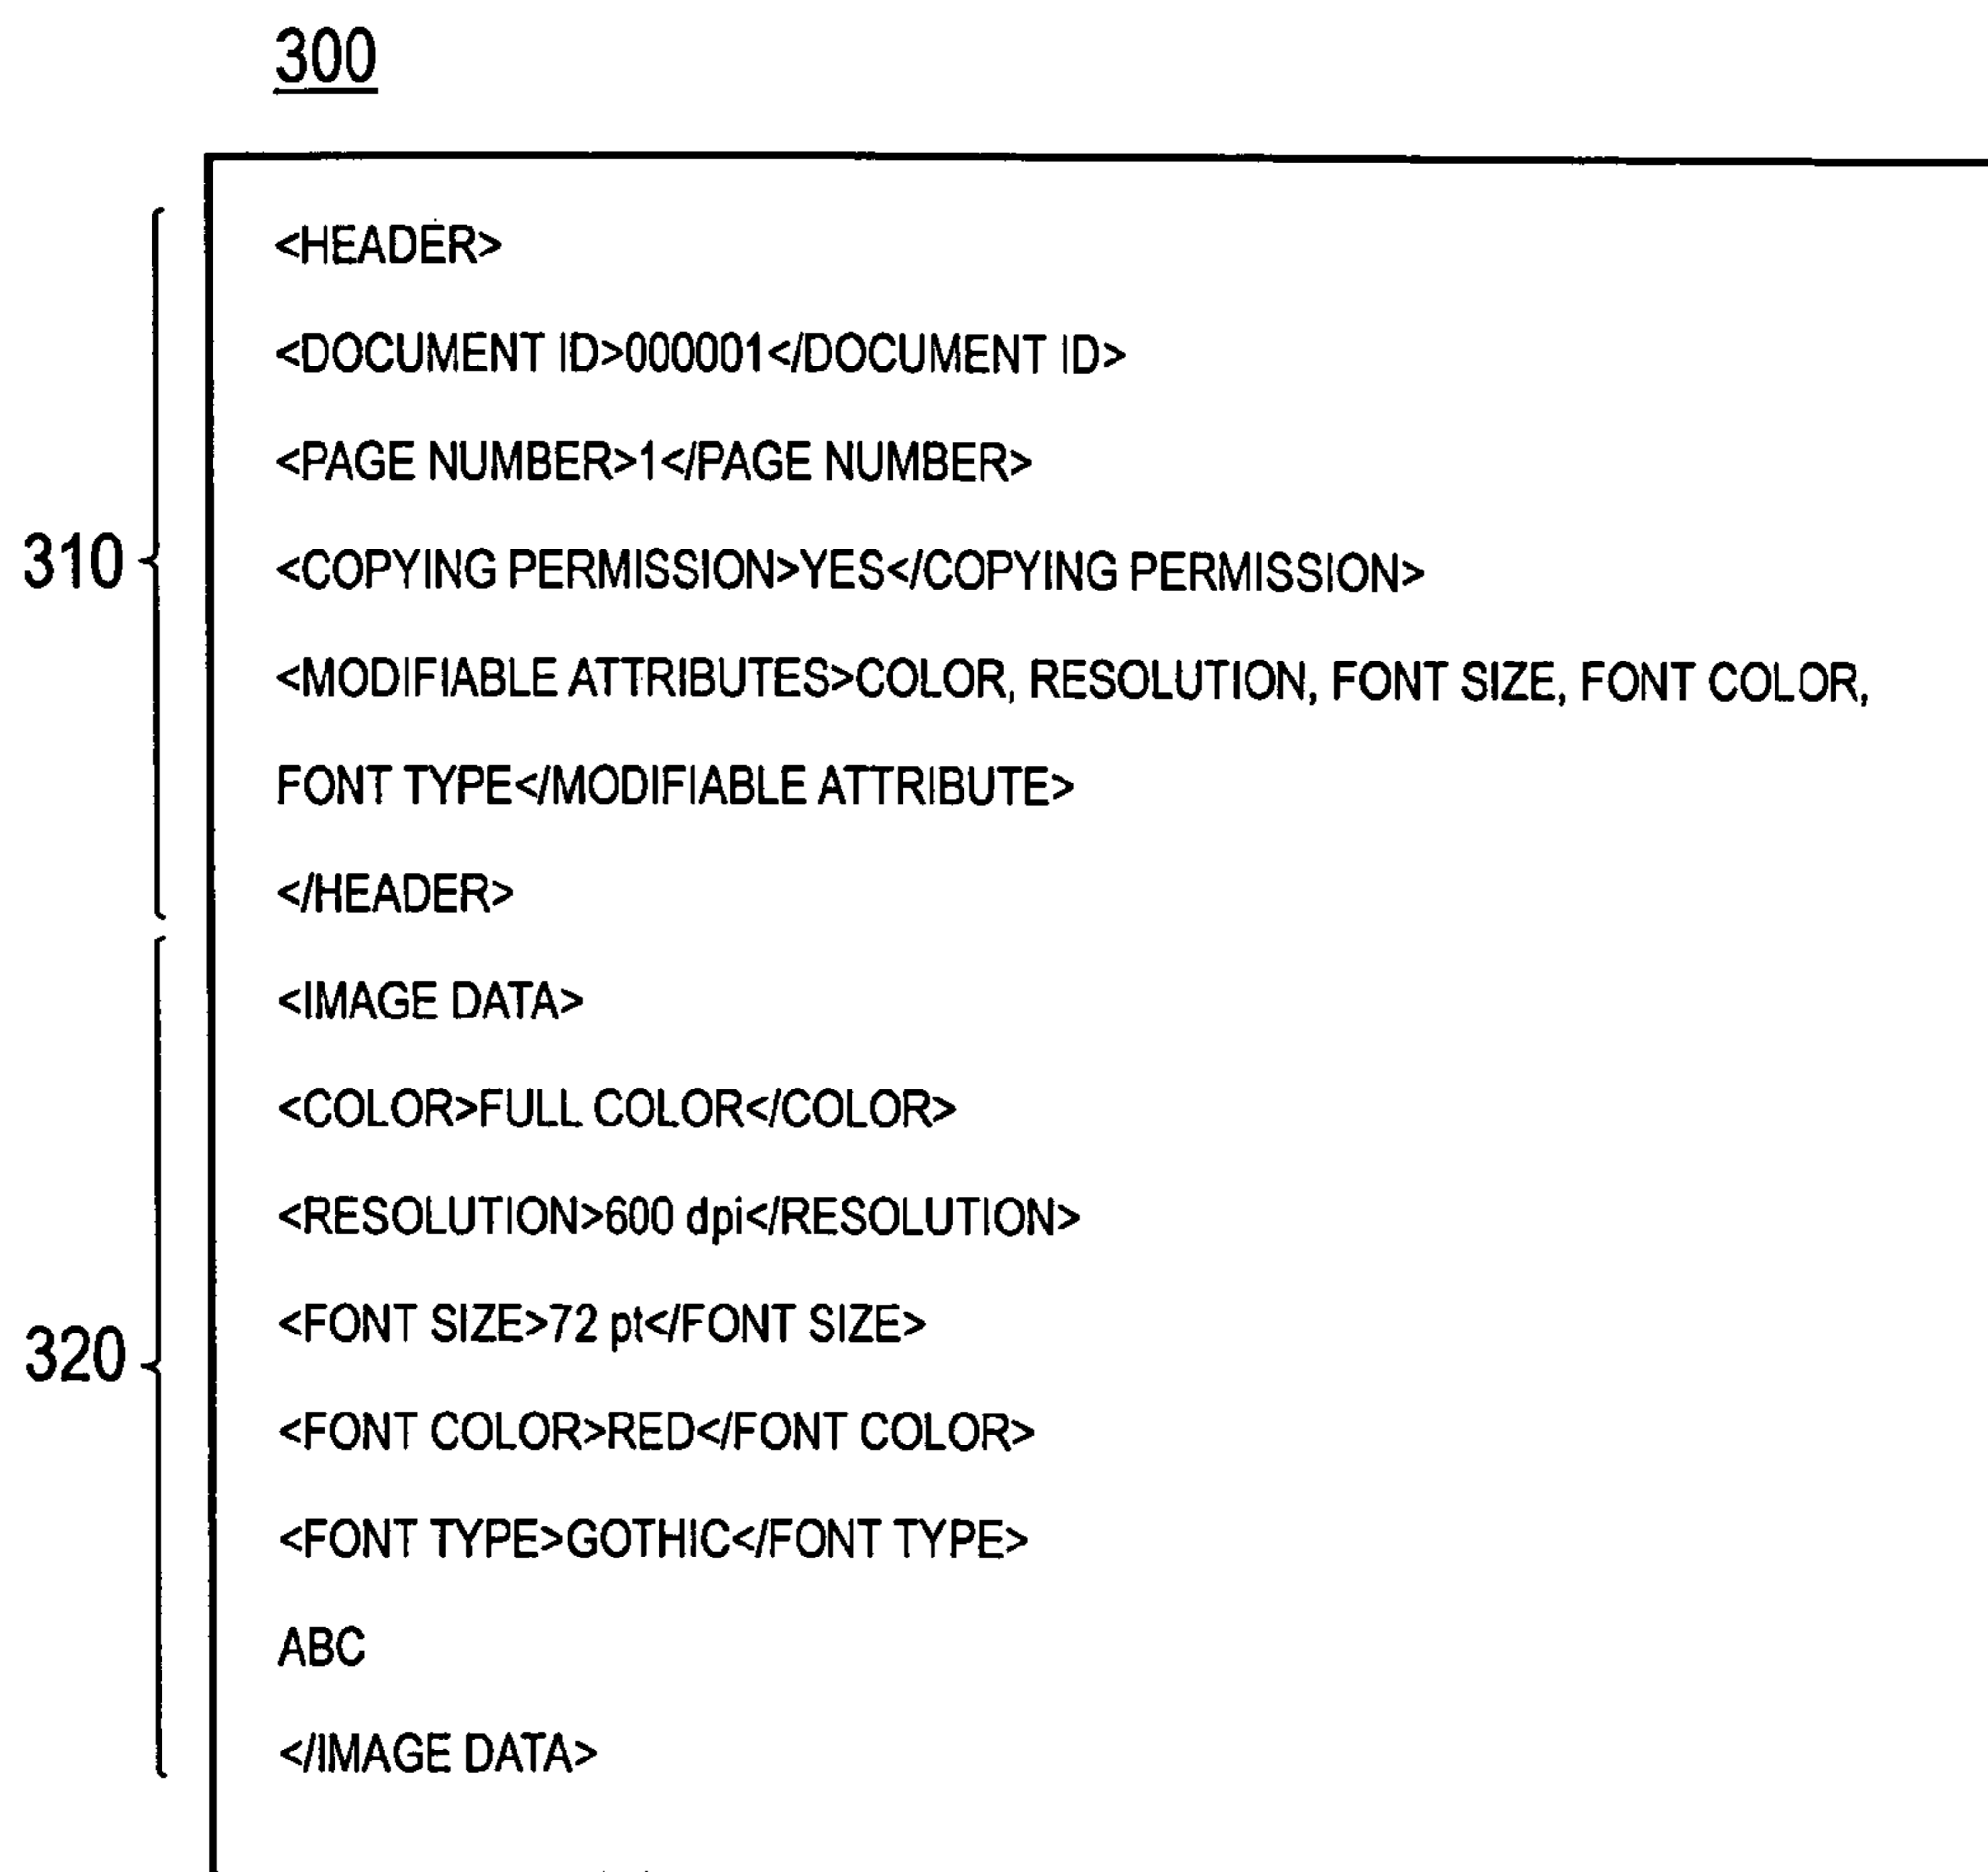 300
<HEADER>
<DOCUMENT ID>000001</DOCUMENT ID>
<PAGE NUMBER>1</PAGE NUMBER>
310
<COPYING PERMISSION>YES</COPYING PERMISSION>
<MODIFIABLE ATTRIBUTES>COLOR, RESOLUTION, FONT SIZE, FONT COLOR,
FONT TYPE</MODIFIABLE ATTRIBUTE>
</HEADER>
<IMAGE DATA>
<COLOR>FULL COLOR</COLOR>
<RESOLUTION>600 dpi</RESOLUTION>
<FONT SIZE>72 pt</FONT SIZE>
320
<FONT COLOR>RED</FONT COLOR>
<FONT TYPE>GOTHIC</FONT TYPE>
ABC
</IMAGE DATA>